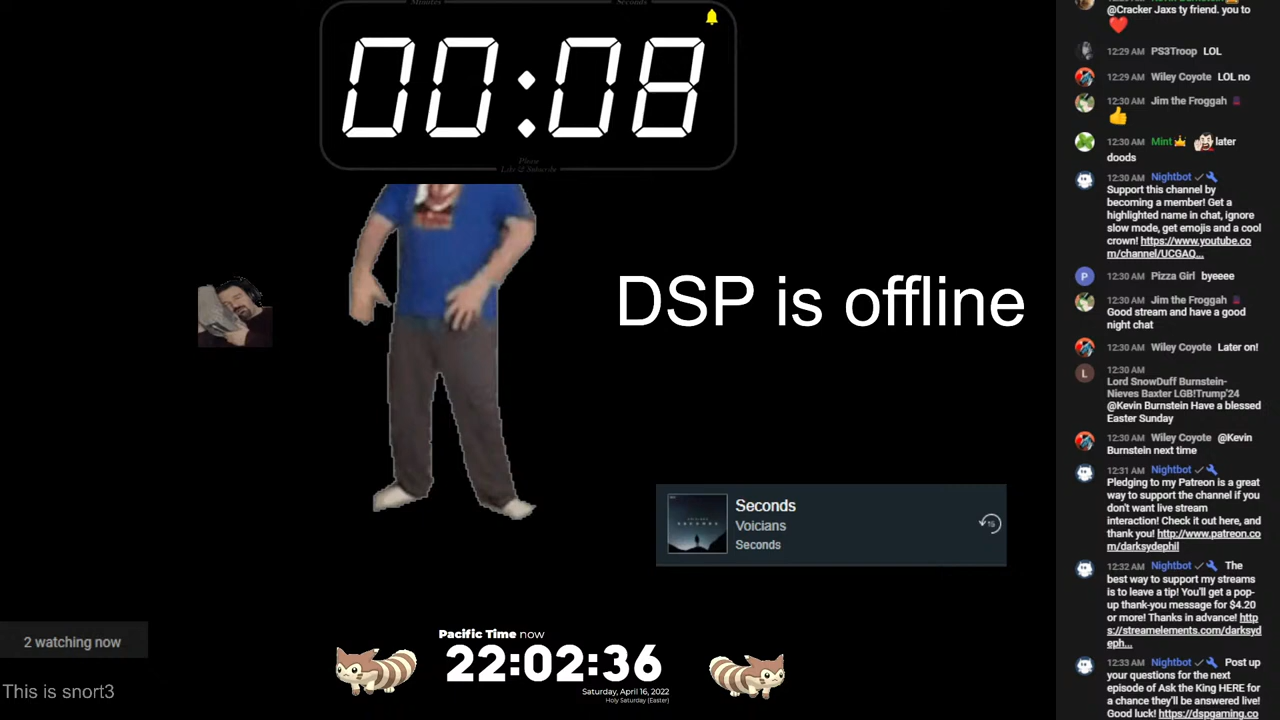 Minutes
Seconds
00:08
Please
Like & Subscribe
DSP is offline
Seconds
Voicians
Seconds
15
2 watching now
This is snort3
Pacific Time now
22:02:36
Saturday, April 16, 2022
Holy Saturday (Easter)
@Cracker Jaxs ty friend. you to
12:29 AM PS3Troop LOL
12:29 AM Wiley Coyote LOL no
12:30 AM Jim the Froggah
12:30 AM Mint later
doods
12:30 AM Nightbot
Support this channel by
becoming a member! Get a
highlighted name in chat, ignore
slow mode, get emojis and a cool
crown! https://www.youtube.co
m/channel/UCGAQ...
P 12:30 AM Pizza Girl byeeee
12:30 AM Jim the Froggah
Good stream and have a good
night chat
12:30 AM Wiley Coyote Later on!
L 12:30 AM
Lord SnowDuff Burnstein-
Nieves Baxter LGB!Trump'24
@Kevin Burnstein Have a blessed
Easter Sunday
12:30 AM Wiley Coyote @Kevin
Burnstein next time
12:31 AM Nightbot
Pledging to my Patreon is a great
way to support the channel if you
don't want live stream
interaction! Check it out here, and
thank you! http://www.patreon.co
m/darksydephil
12:32 AM Nightbot The
best way to support my streams
is to leave a tip! You'll get a pop-
up thank-you message for $4.20
or more! Thanks in advance! http
s://streamelements.com/darksyd
eph...
12:33 AM Nightbot Post up
your questions for the next
episode of Ask the King HERE for
a chance they'll be answered live!
Good luck! https://dspgaming.co